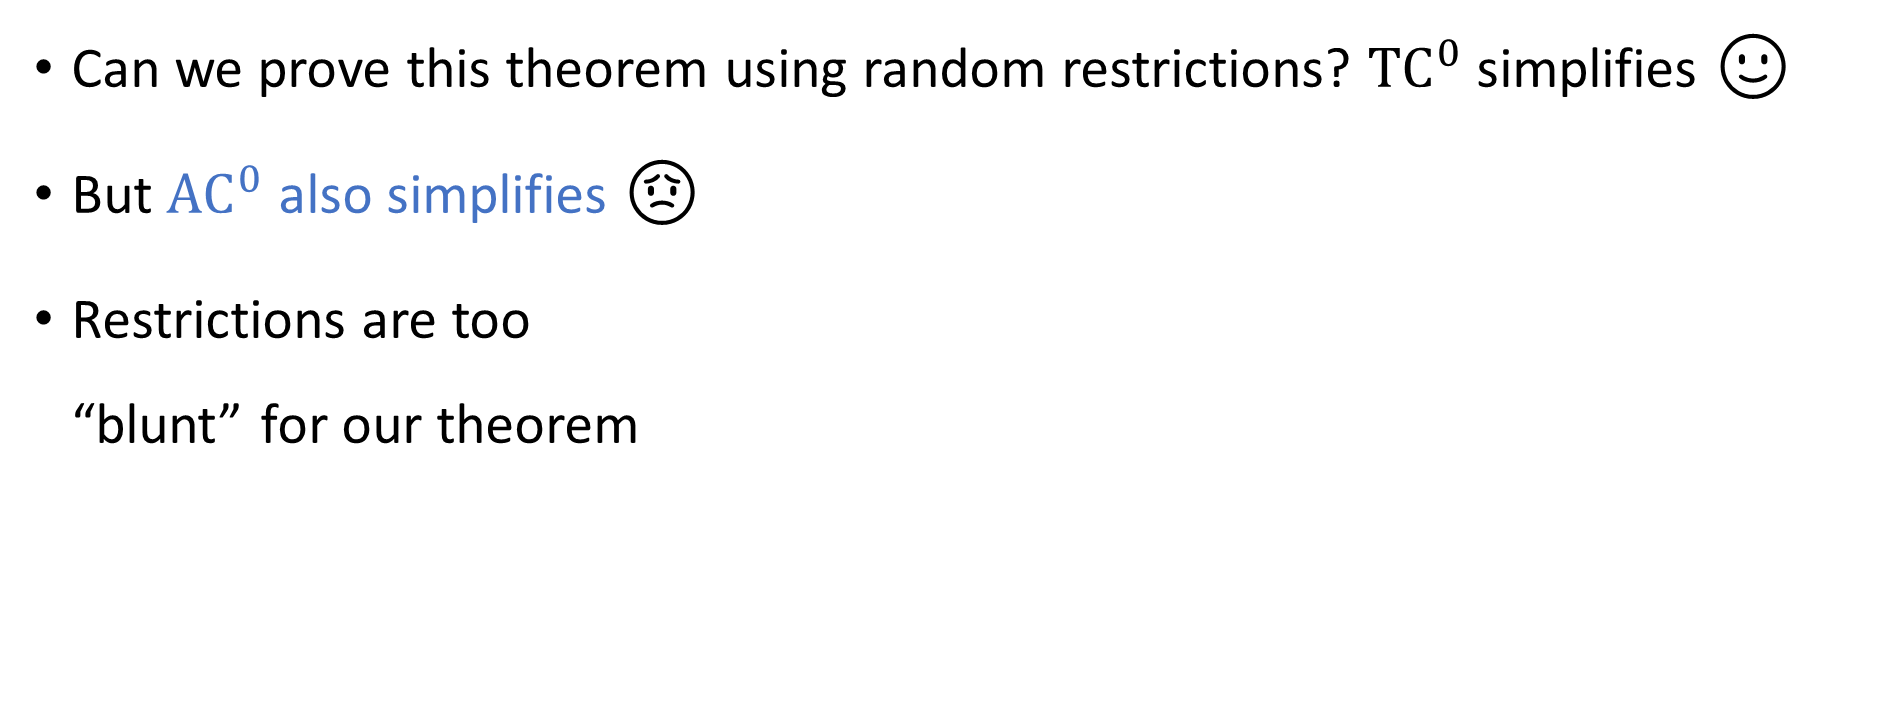 • Can we prove this theorem using random restrictions? TC⁰ simplifies
• But AC⁰ also simplifies
• Restrictions are too
“blunt” for our theorem